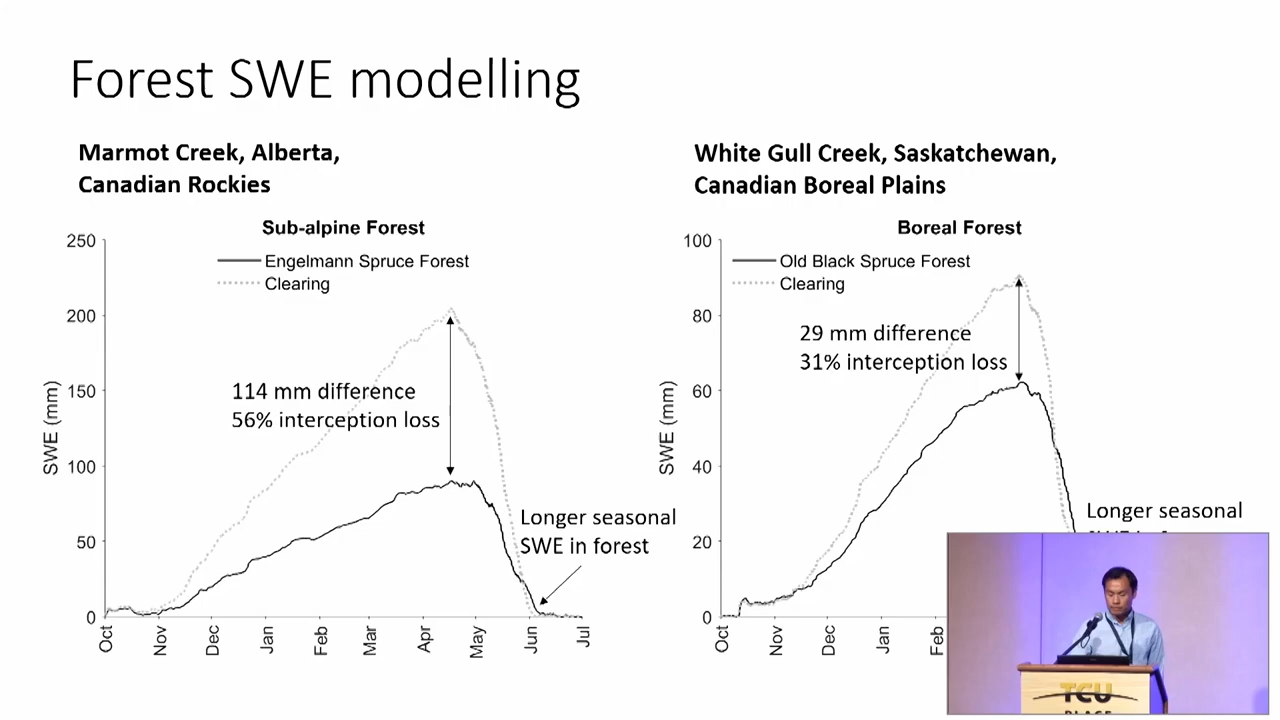 Forest SWE modelling
Marmot Creek, Alberta,
Canadian Rockies
Sub-alpine Forest
250
Engelmann Spruce Forest
Clearing
200
150
114 mm difference
56% interception loss
SWE (mm)
100
50
Longer seasonal
SWE in forest
0
Oct
Nov
Dec
Jan
Feb
Mar
Apr
May
Jun
Jul
White Gull Creek, Saskatchewan,
Canadian Boreal Plains
Boreal Forest
100
Old Black Spruce Forest
Clearing
80
29 mm difference
31% interception loss
60
SWE (mm)
40
20
Longer seasonal
0
Oct
Nov
Dec
Jan
Feb
TCU
PLACE